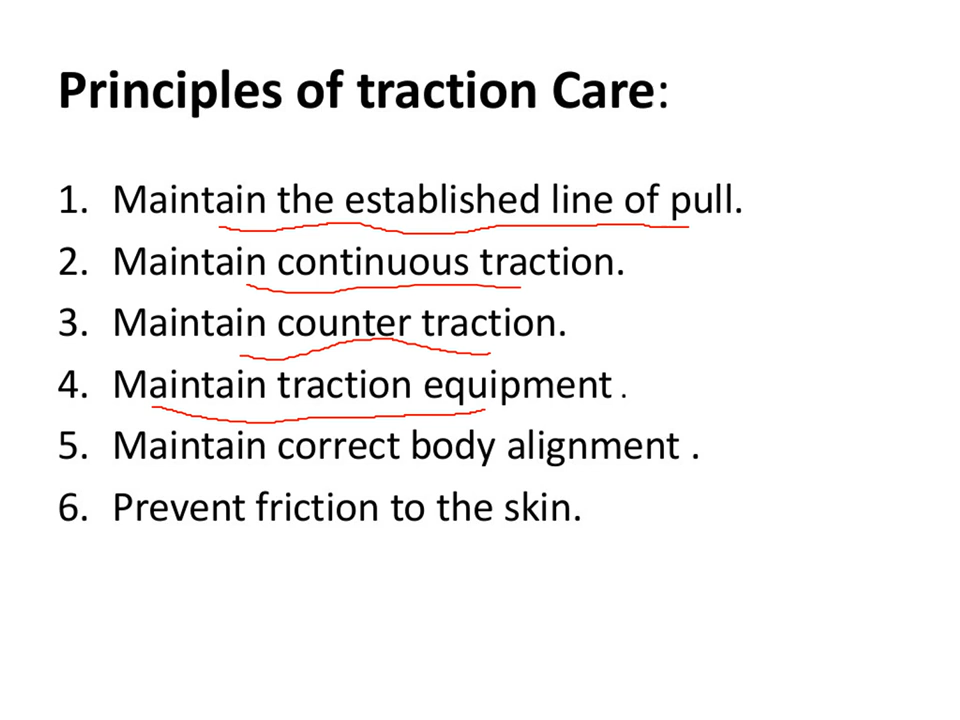 Principles of traction Care:
1. Maintain the established line of pull.
2. Maintain continuous traction.
3. Maintain counter traction.
4. Maintain traction equipment .
5. Maintain correct body alignment .
6. Prevent friction to the skin.